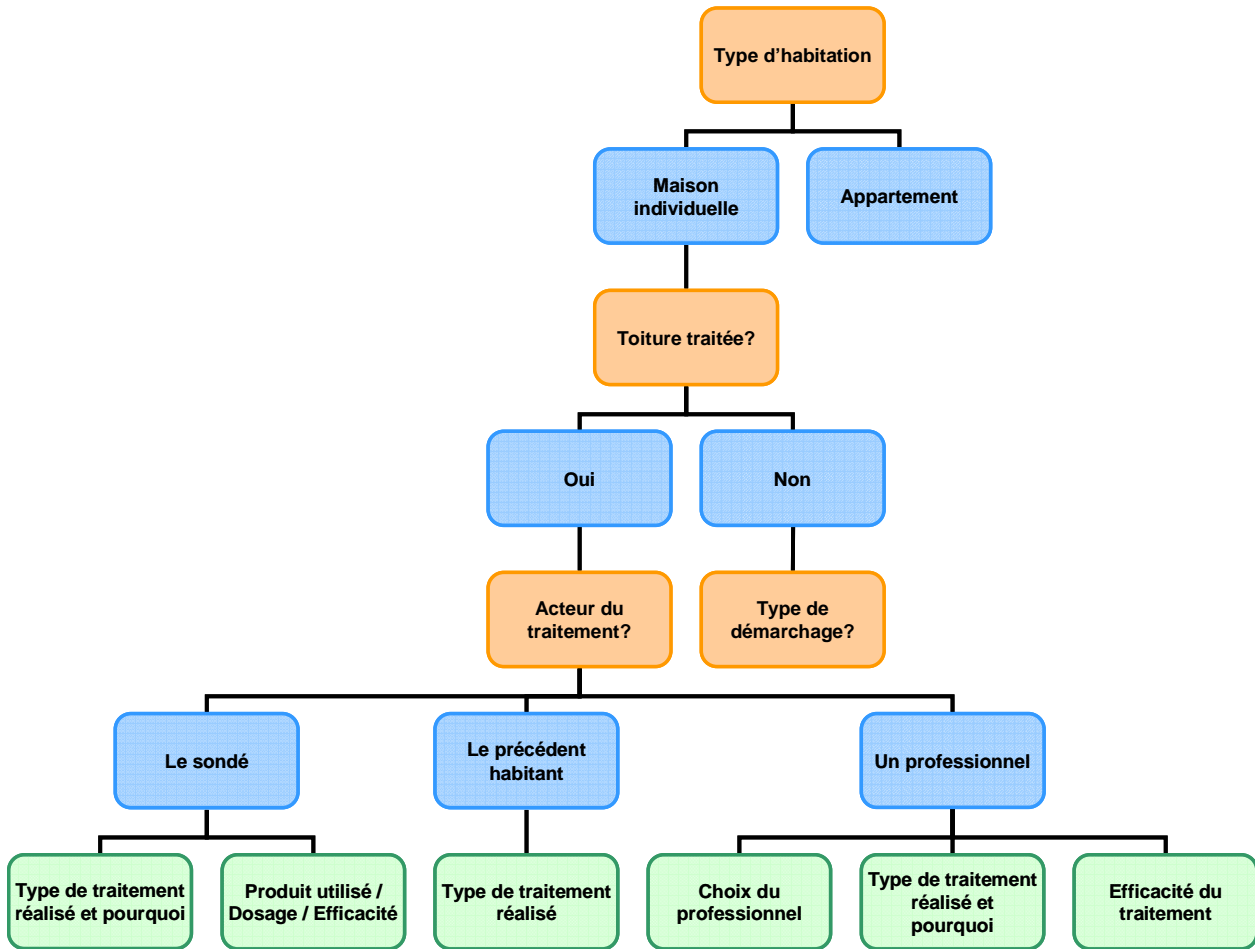 Type d'habitation
Maison
individuelle
Appartement
Toiture traitée?
Oui
Non
Acteur du
traitement?
Type de
démarchage?
Le sondé
Le précédent
habitant
Un professionnel
Type de traitement
réalisé et pourquoi
Produit utilisé /
Dosage / Efficacité
Type de traitement
réalisé
Choix du
professionnel
Type de traitement
réalisé et
pourquoi
Efficacité du
traitement